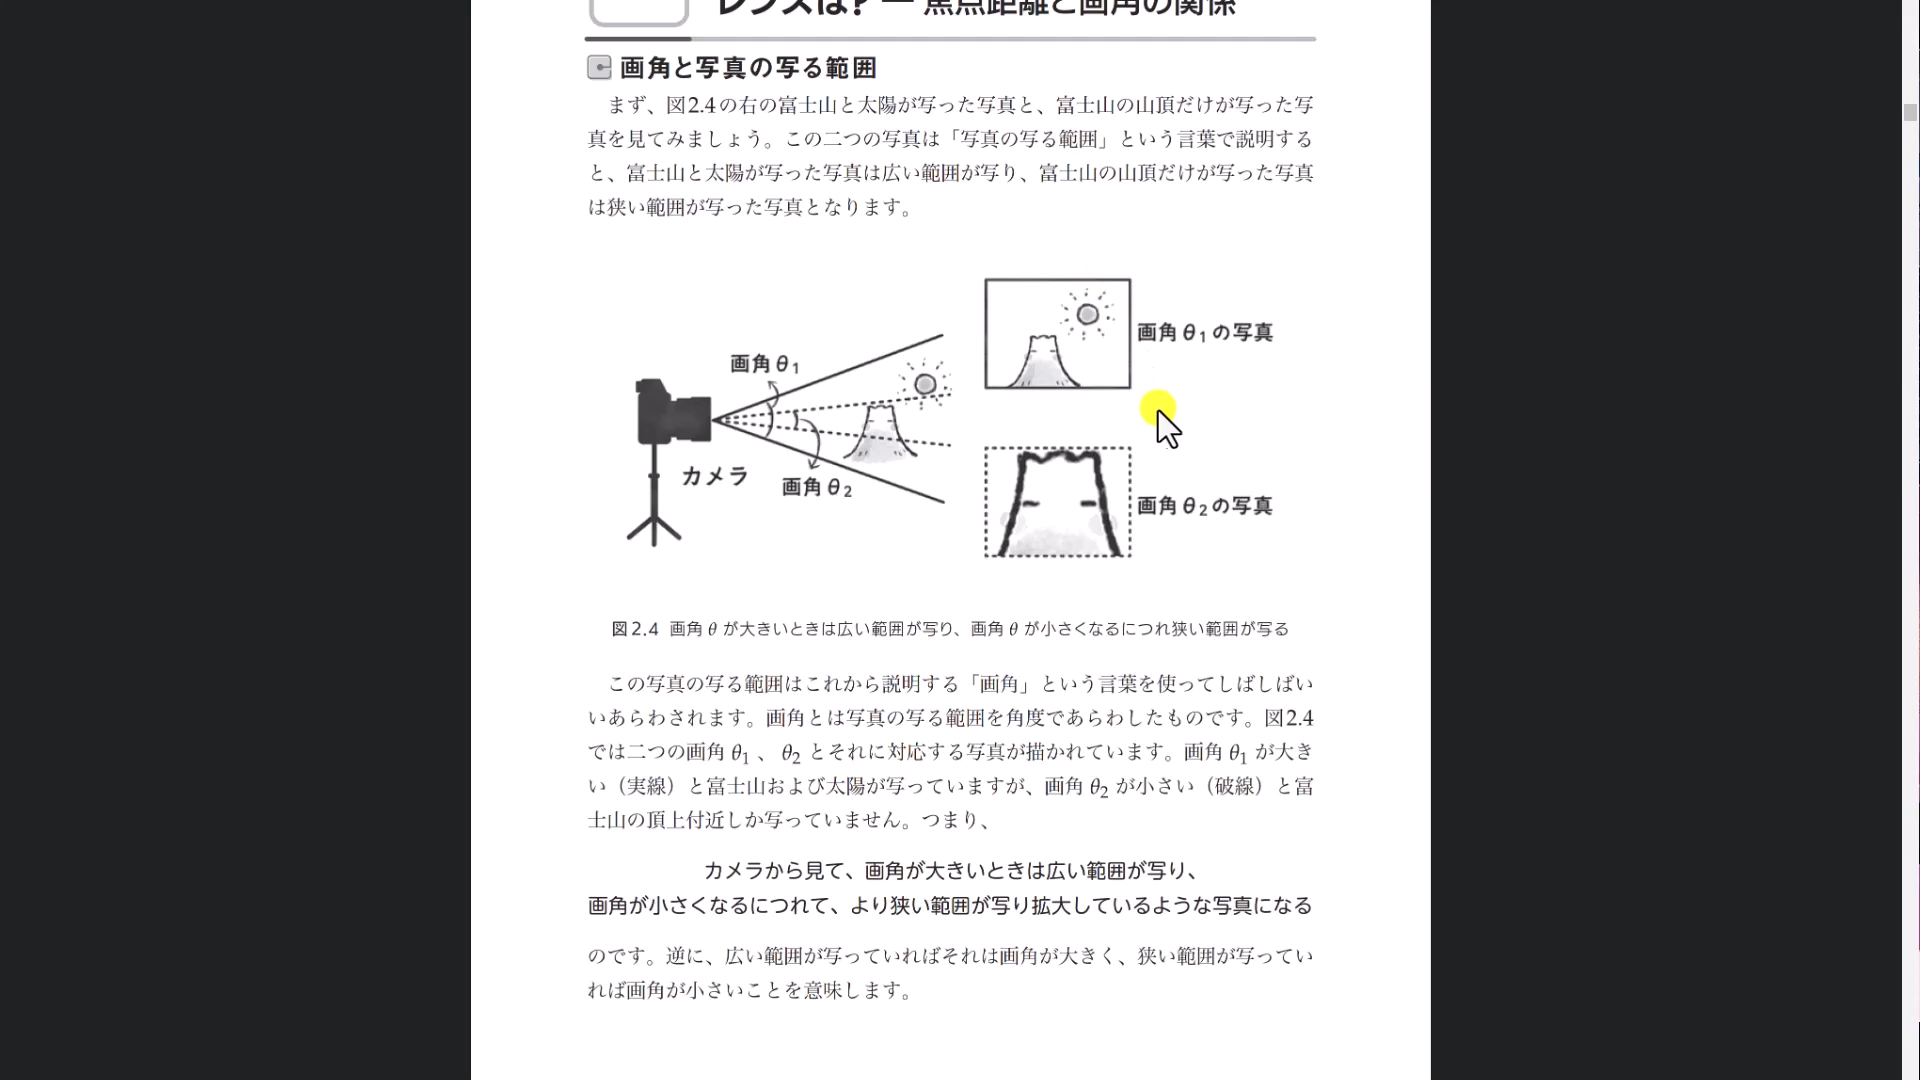 レンズは? ― 焦点距離と画角の関係
画角と写真の写る範囲
まず、図2.4の右の富士山と太陽が写った写真と、富士山の山頂だけが写った写
真を見てみましょう。この二つの写真は「写真の写る範囲」という言葉で説明する
と、富士山と太陽が写った写真は広い範囲が写り、富士山の山頂だけが写った写真
は狭い範囲が写った写真となります。
画角 θ1 の写真
画角 θ1
カメラ
画角 θ2
画角 θ2 の写真
図2.4 画角 θ が大きいときは広い範囲が写り、画角 θ が小さくなるにつれ狭い範囲が写る
この写真の写る範囲はこれから説明する「画角」という言葉を使ってしばしばい
いあらわされます。画角とは写真の写る範囲を角度であらわしたものです。図2.4
では二つの画角 θ1 、 θ2 とそれに対応する写真が描かれています。画角 θ1 が大き
い（実線）と富士山および太陽が写っていますが、画角 θ2 が小さい（破線）と富
士山の頂上付近しか写っていません。つまり、
カメラから見て、画角が大きいときは広い範囲が写り、
画角が小さくなるにつれて、より狭い範囲が写り拡大しているような写真になる
のです。逆に、広い範囲が写っていればそれは画角が大きく、狭い範囲が写ってい
れば画角が小さいことを意味します。